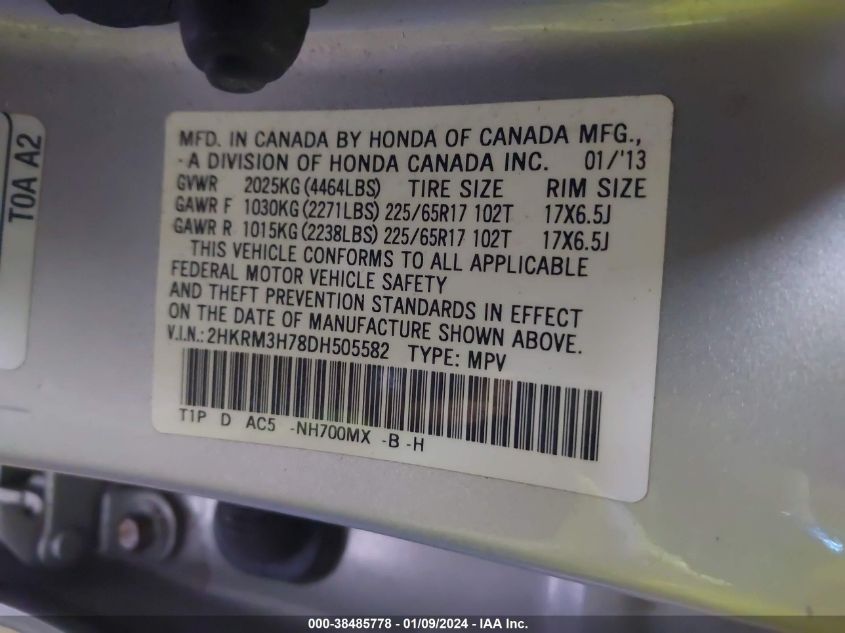 T0A A2
MFD. IN CANADA BY HONDA OF CANADA MFG.,
-A DIVISION OF HONDA CANADA INC. 01/'13
GVWR 2025KG (4464LBS) TIRE SIZE RIM SIZE
GAWR F 1030KG (2271LBS) 225/65R17 102T 17X6.5J
GAWR R 1015KG (2238LBS) 225/65R17 102T 17X6.5J
THIS VEHICLE CONFORMS TO ALL APPLICABLE
FEDERAL MOTOR VEHICLE SAFETY
AND THEFT PREVENTION STANDARDS IN EFFECT
ON THE DATE OF MANUFACTURE SHOWN ABOVE.
V.I.N.: 2HKRM3H78DH505582 TYPE: MPV
T1P D AC5 -NH700MX -B -H
000-38485778 - 01/09/2024 - IAA Inc.